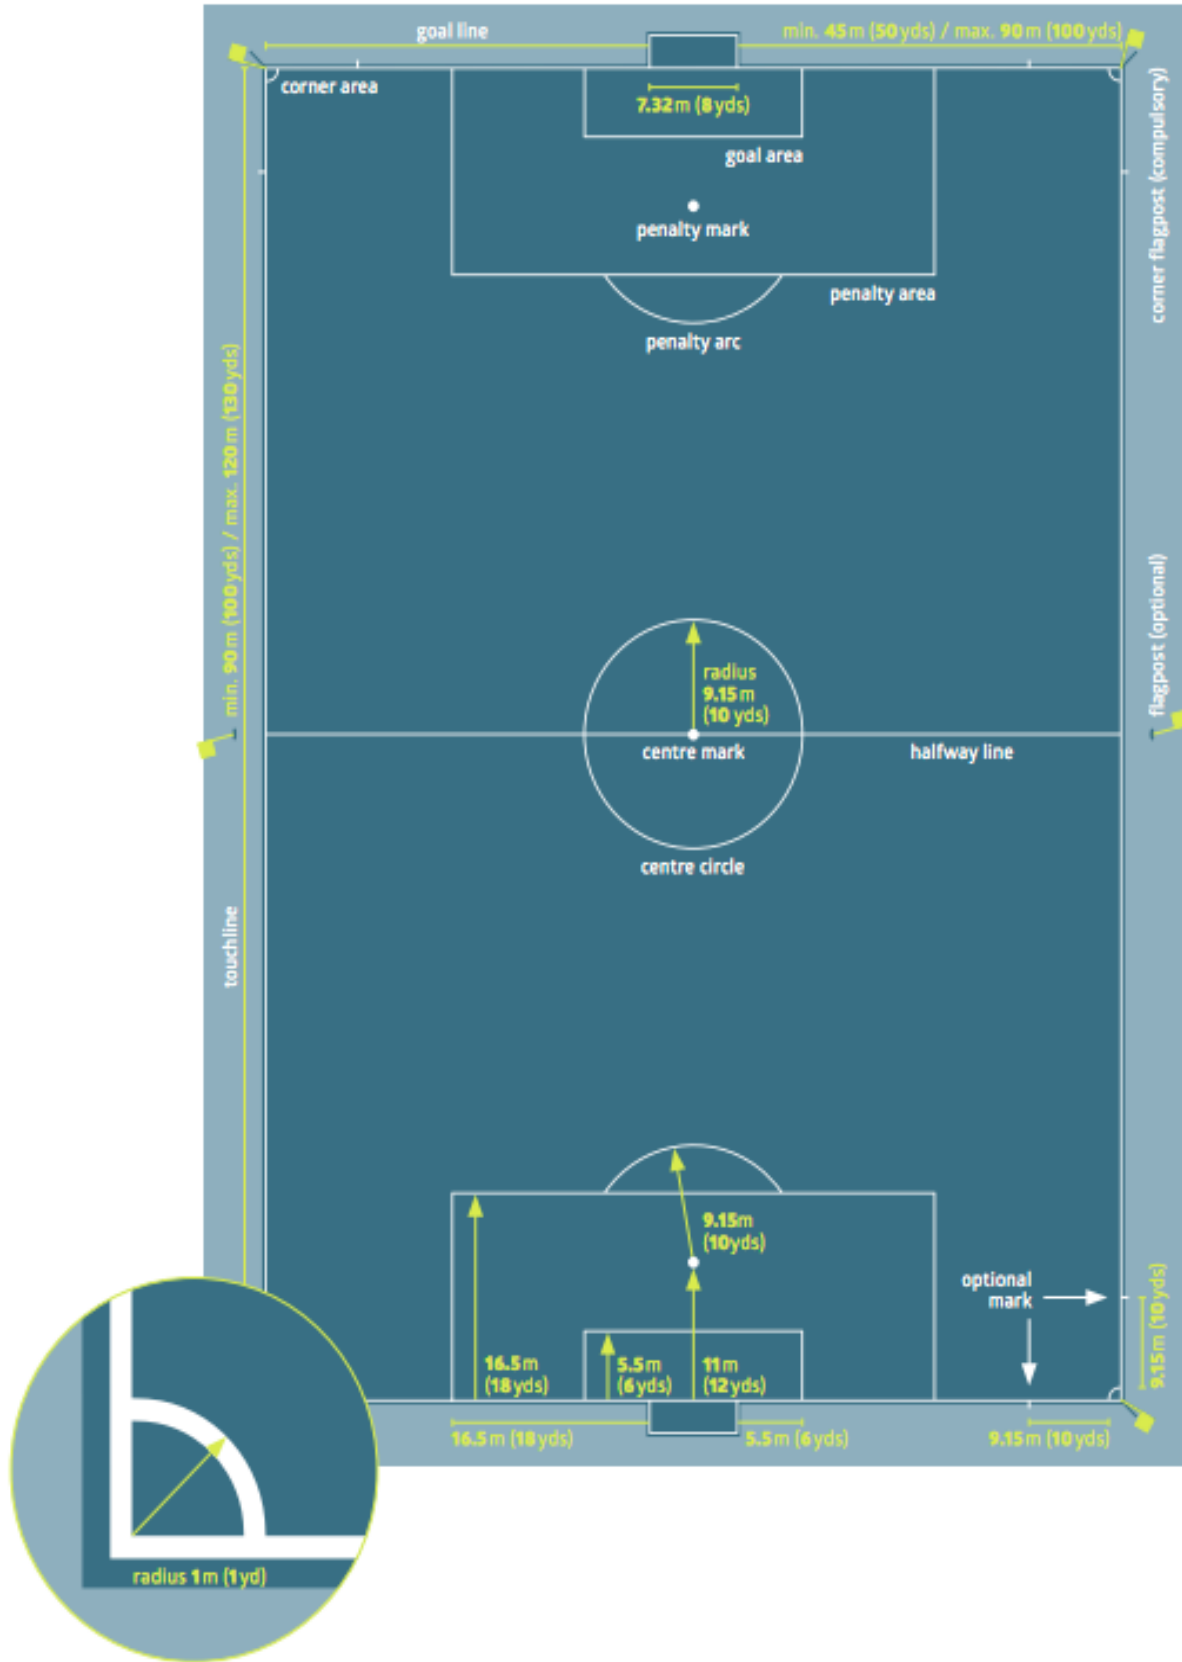 goal line
min. 45 m (50 yds) / max. 90 m (100 yds)
corner area
7.32 m (8 yds)
goal area
corner flagpost (compulsory)
penalty mark
penalty area
penalty arc
min. 90 m (100 yds) / max. 120 m (130 yds)
flagpost (optional)
radius
9.15 m
(10 yds)
centre mark
halfway line
centre circle
touchline
9.15m
(10yds)
optional
mark
9.15 m (10 yds)
16.5 m
(18 yds)
5.5 m
(6 yds)
11 m
(12 yds)
16.5 m (18 yds)
5.5 m (6 yds)
9.15 m (10 yds)
radius 1 m (1 yd)